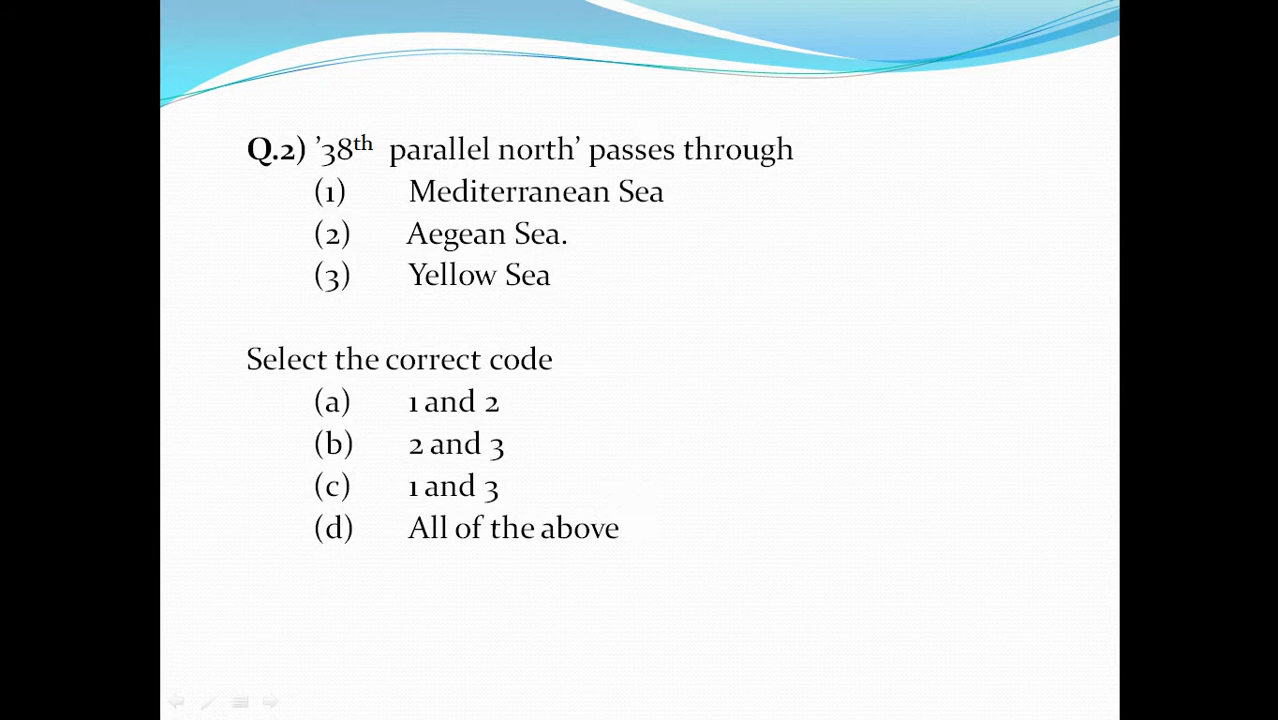 Q.2) ’38th parallel north’ passes through
(1) Mediterranean Sea
(2) Aegean Sea.
(3) Yellow Sea
Select the correct code
(a) 1 and 2
(b) 2 and 3
(c) 1 and 3
(d) All of the above